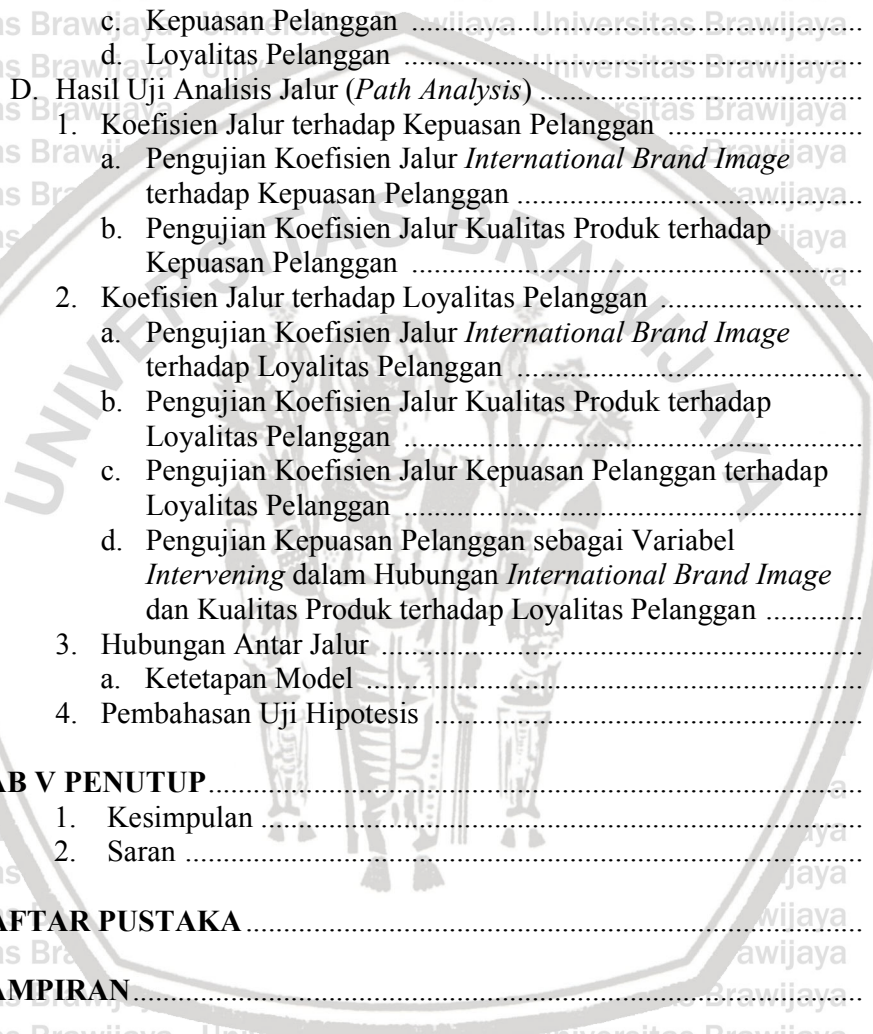 c. Kepuasan Pelanggan ........................................................
d. Loyalitas Pelanggan ........................................................
D. Hasil Uji Analisis Jalur (Path Analysis) ........................................................
1. Koefisien Jalur terhadap Kepuasan Pelanggan ..............................
a. Pengujian Koefisien Jalur International Brand Image
terhadap Kepuasan Pelanggan ........................................................
b. Pengujian Koefisien Jalur Kualitas Produk terhadap
Kepuasan Pelanggan ........................................................
2. Koefisien Jalur terhadap Loyalitas Pelanggan ..............................
a. Pengujian Koefisien Jalur International Brand Image
terhadap Loyalitas Pelanggan ........................................................
b. Pengujian Koefisien Jalur Kualitas Produk terhadap
Loyalitas Pelanggan ........................................................
c. Pengujian Koefisien Jalur Kepuasan Pelanggan terhadap
Loyalitas Pelanggan ........................................................
d. Pengujian Kepuasan Pelanggan sebagai Variabel
Intervening dalam Hubungan International Brand Image
dan Kualitas Produk terhadap Loyalitas Pelanggan .............
3. Hubungan Antar Jalur ........................................................
a. Ketetapan Model ........................................................
4. Pembahasan Uji Hipotesis ........................................................
AB V PENUTUP ........................................................
1. Kesimpulan ........................................................
2. Saran ........................................................
AFTAR PUSTAKA ........................................................
AMPIRAN ........................................................
UNIVERSITAS BRAWIJAYA